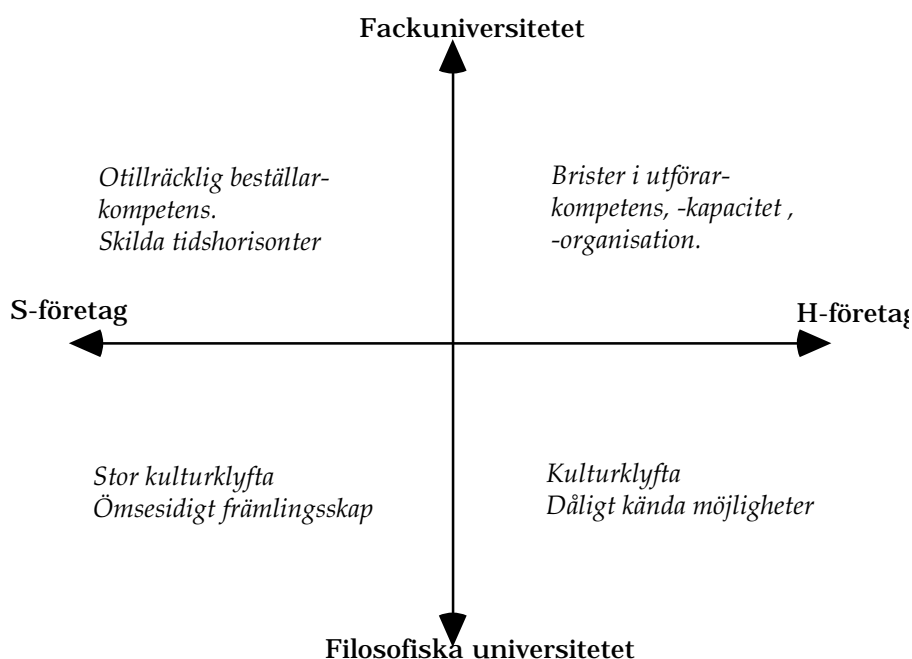 Fackuniversitetet
Otillräcklig beställar-
kompetens.
Skilda tidshorisonter
Brister i utförar-
kompetens, -kapacitet ,
-organisation.
S-företag
H-företag
Stor kulturklyfta
Ömsesidigt främlingsskap
Kulturklyfta
Dåligt kända möjligheter
Filosofiska universitetet